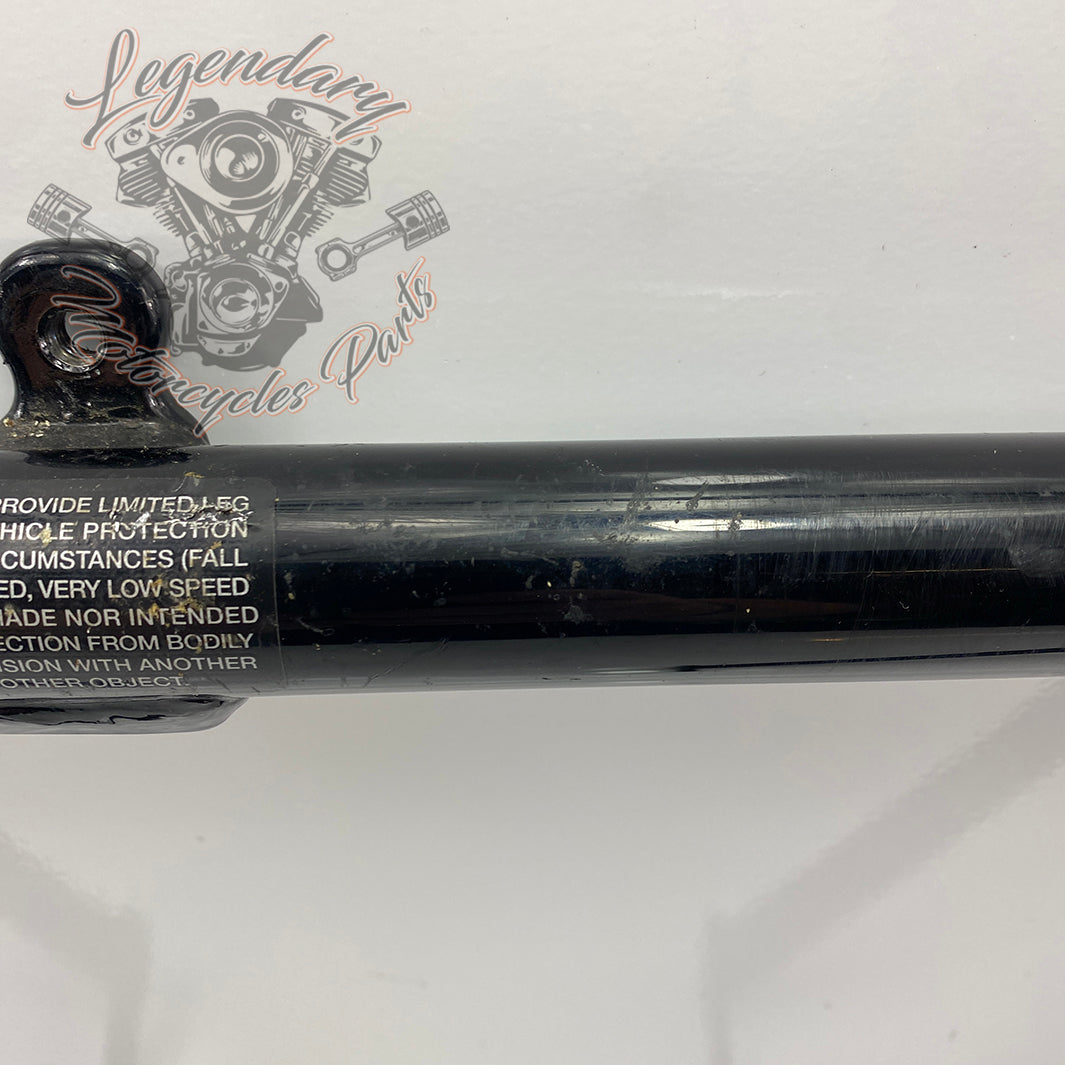 Legendary
Motorcycles Parts
PROVIDE LIMITED LEG
HICLE PROTECTION
CUMSTANCES (FALL
ED, VERY LOW SPEED
MADE NOR INTENDED
ECTION FROM BODILY
ISION WITH ANOTHER
OTHER OBJECT.